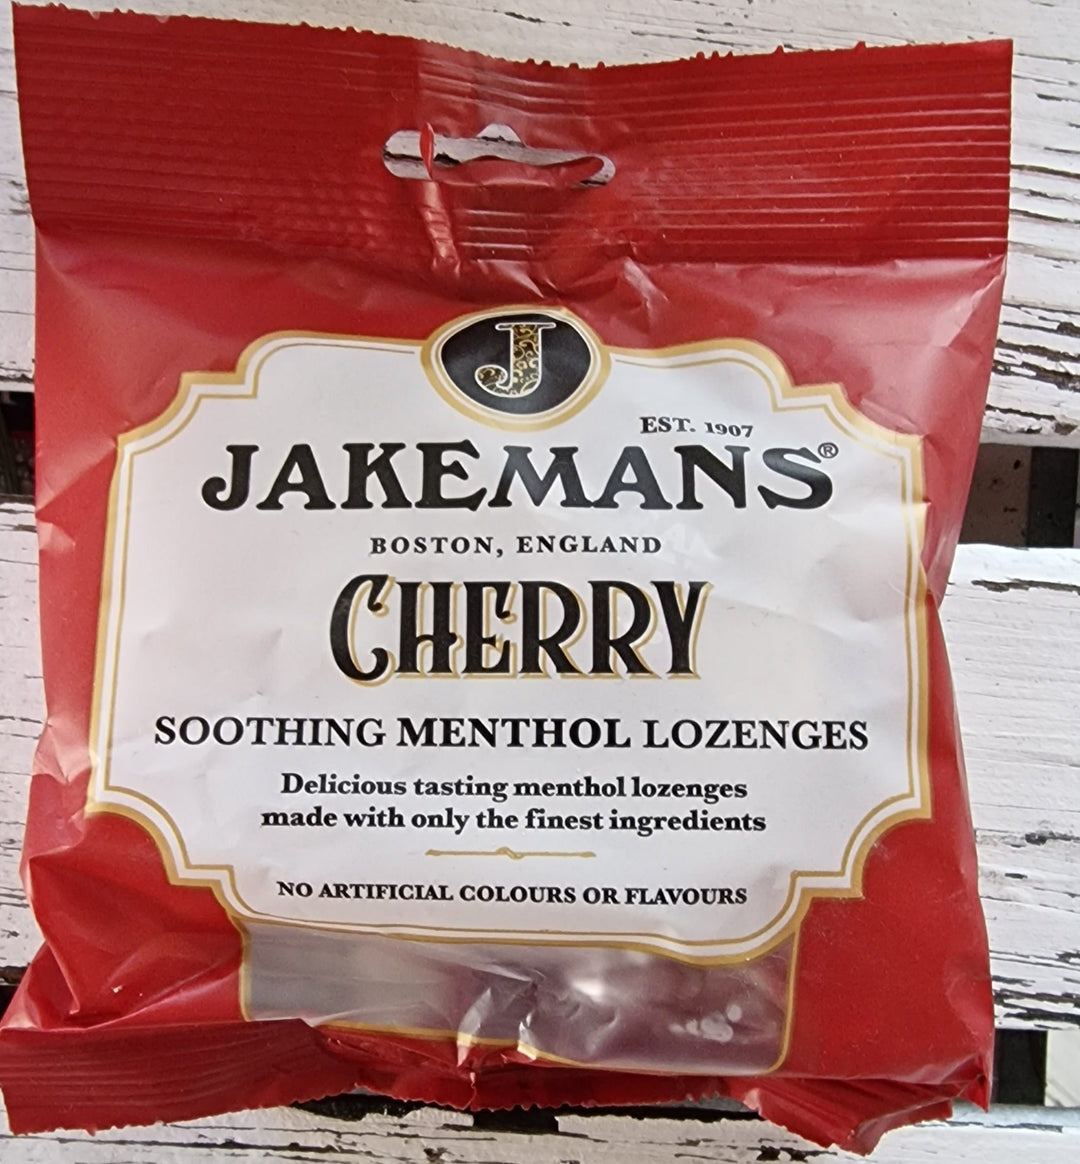 J
EST. 1907
JAKEMANS®
BOSTON, ENGLAND
CHERRY
SOOTHING MENTHOL LOZENGES
Delicious tasting menthol lozenges
made with only the finest ingredients
NO ARTIFICIAL COLOURS OR FLAVOURS